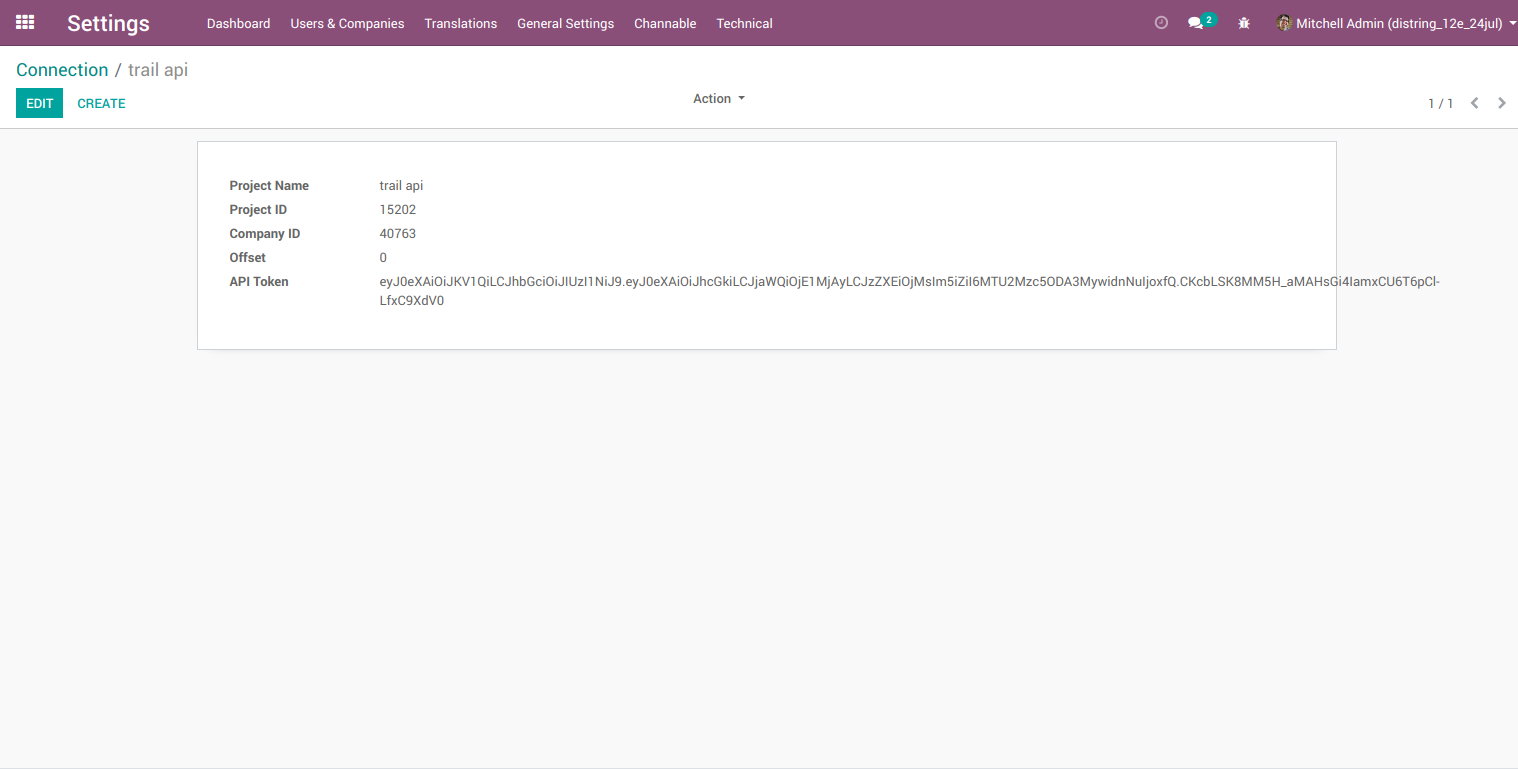 Settings
Dashboard Users & Companies Translations General Settings Channable Technical
2
Mitchell Admin (distring_12e_24jul)
Connection / trail api
EDIT CREATE
Action
1 / 1
Project Name trail api
Project ID 15202
Company ID 40763
Offset 0
API Token eyJ0eXAiOiJKV1QiLCJhbGciOiJIUzI1NiJ9.eyJ0eXAiOiJhcGkiLCJjaWQiOjE1MjAyLCJzZXEiOjMsIm5iZiI6MTU2Mzc5ODA3MywidnNuIjoxfQ.CKcbLSK8MM5H_aMAHsGi4IamxCU6T6pCl-
LfxC9XdV0